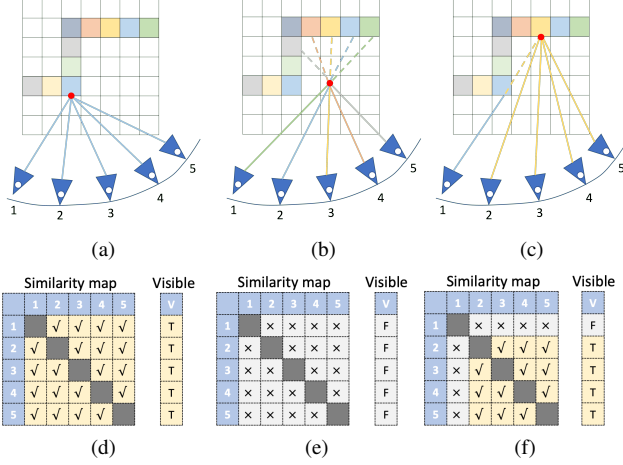 1 2 3 4 5
1 2 3 4 5
1 2 3 4 5
(a) (b) (c)
Similarity map Visible Similarity map Visible Similarity map Visible
1 2 3 4 5 V 1 2 3 4 5 V 1 2 3 4 5 V
1 √ √ √ √ T 1 × × × × F 1 × × × × F
2 √ √ √ √ T 2 × × × × F 2 × √ √ √ T
3 √ √ √ √ T 3 × × × × F 3 × √ √ √ T
4 √ √ √ √ T 4 × × × × F 4 × √ √ √ T
5 √ √ √ √ T 5 × × × × F 5 × √ √ √ T
(d) (e) (f)